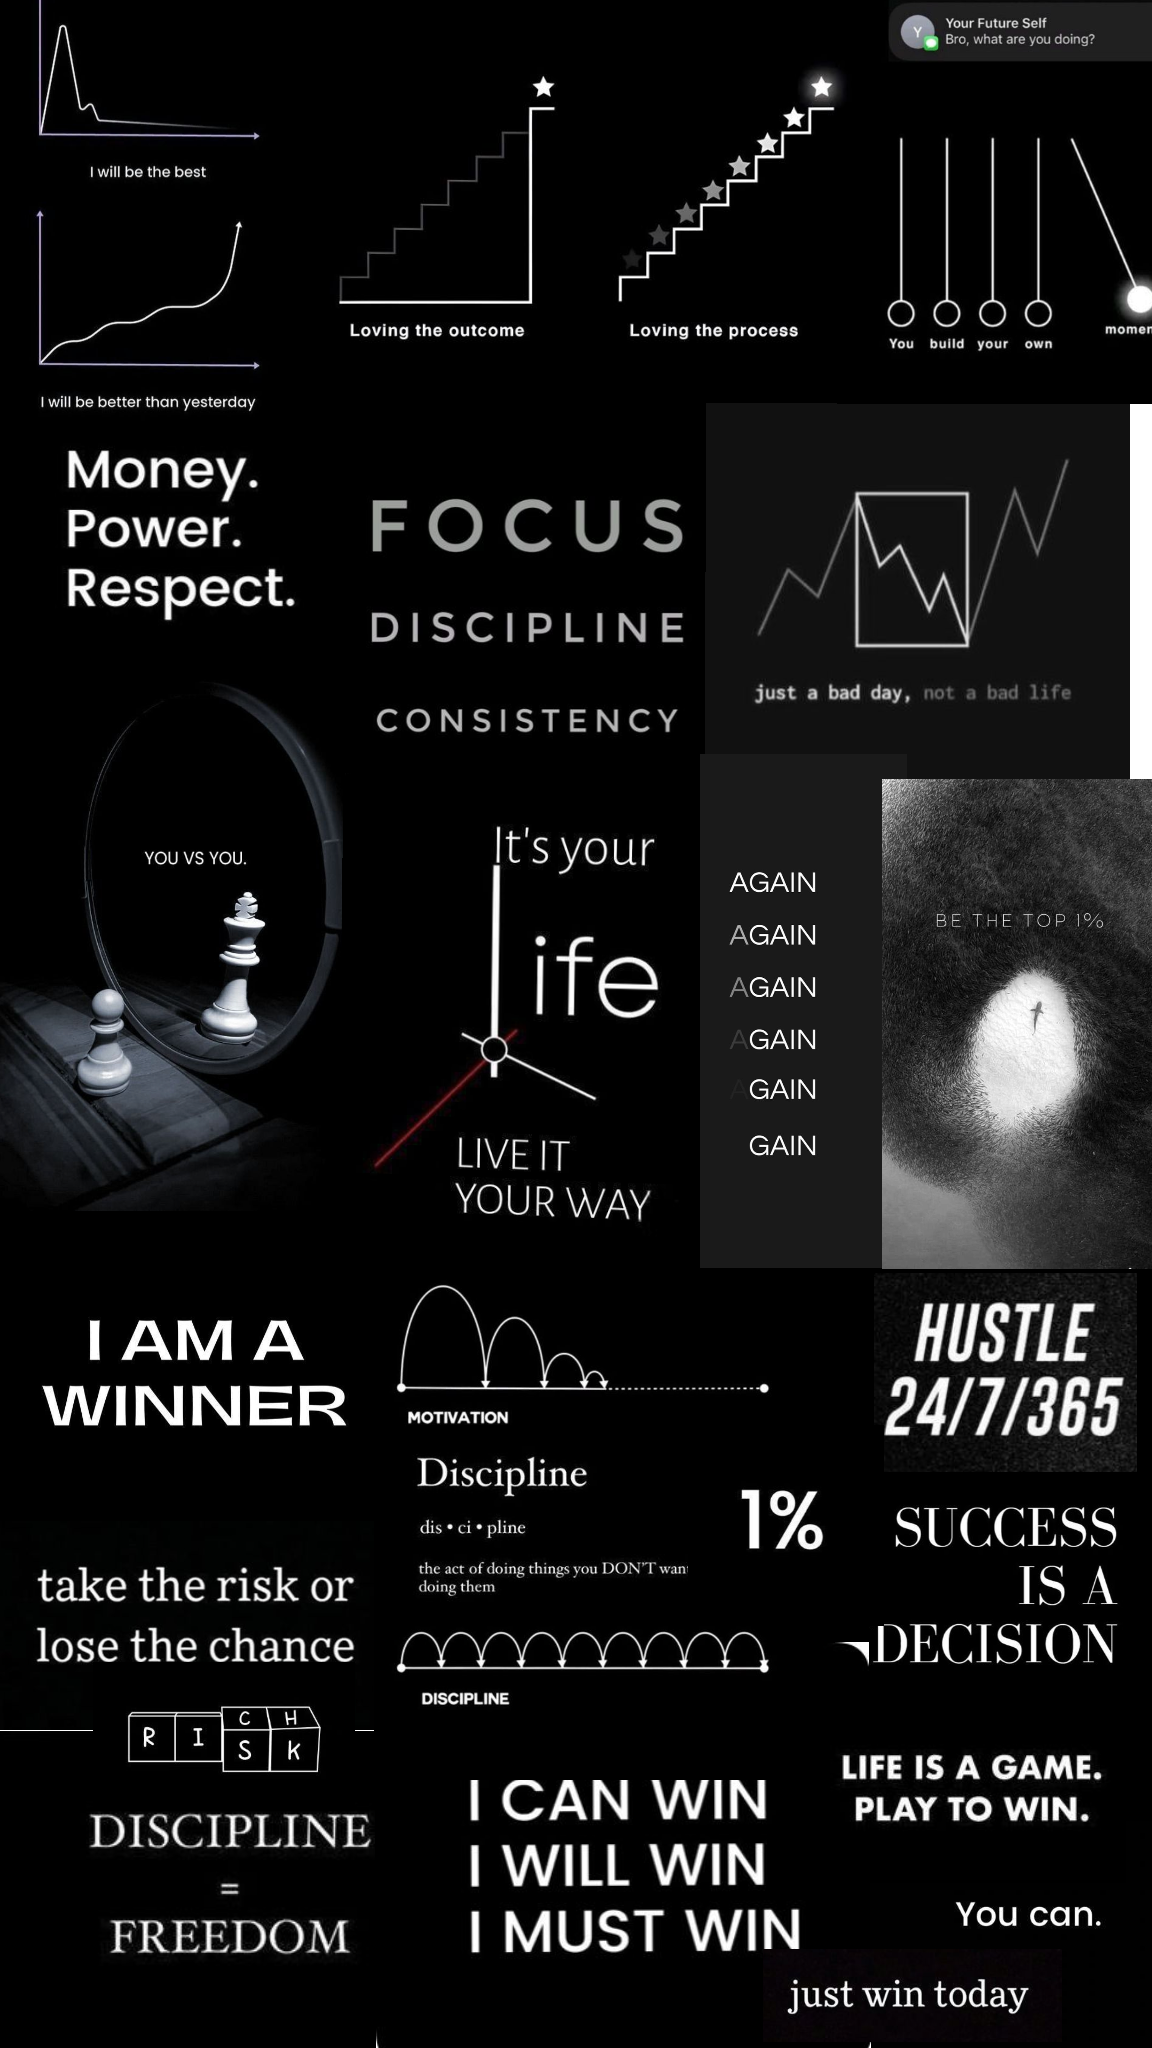 Your Future Self
Y
Bro, what are you doing?
I will be the best
I will be better than yesterday
Loving the outcome
Loving the process
You build your own
Money.
Power.
Respect.
FOCUS
DISCIPLINE
CONSISTENCY
just a bad day, not a bad life
YOU VS YOU.
It's your
life
LIVE IT
YOUR WAY
AGAIN
AGAIN
AGAIN
AGAIN
AGAIN
GAIN
BE THE TOP 1%
I AM A
WINNER
MOTIVATION
Discipline
dis • ci • pline
the act of doing things you DON'T want
doing them
1%
DISCIPLINE
HUSTLE
24/7/365
SUCCESS
IS A
DECISION
take the risk or
lose the chance
C H
R I S K
DISCIPLINE
=
FREEDOM
I CAN WIN
I WILL WIN
I MUST WIN
LIFE IS A GAME.
PLAY TO WIN.
You can.
just win today